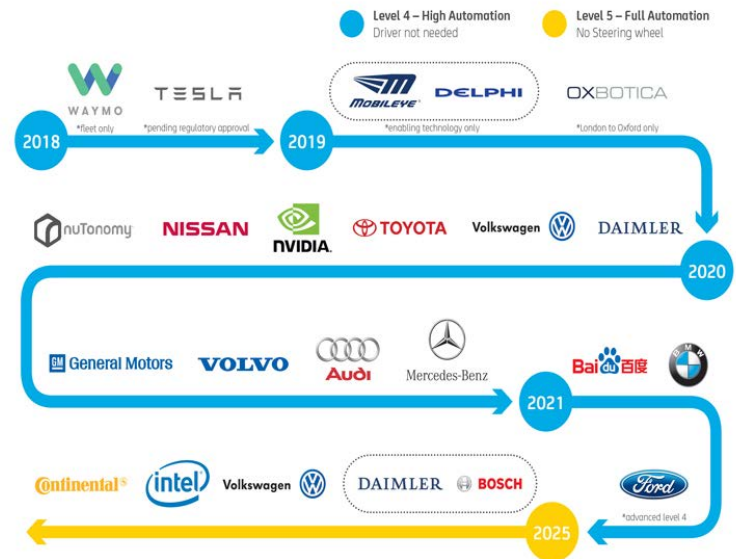 Level 4 – High Automation
Driver not needed
Level 5 – Full Automation
No Steering wheel
WAYMO
*fleet only
TESLA
*pending regulatory approval
MOBILEYE
DELPHI
*enabling technology only
OXBOTICA
*London to Oxford only
2018
2019
nuTonomy
NISSAN
NVIDIA.
TOYOTA
Volkswagen
DAIMLER
2020
GM General Motors
VOLVO
Audi
Mercedes-Benz
2021
Baidu百度
BMW
Continental
intel
Volkswagen
DAIMLER
BOSCH
Ford
*advanced level 4
2025